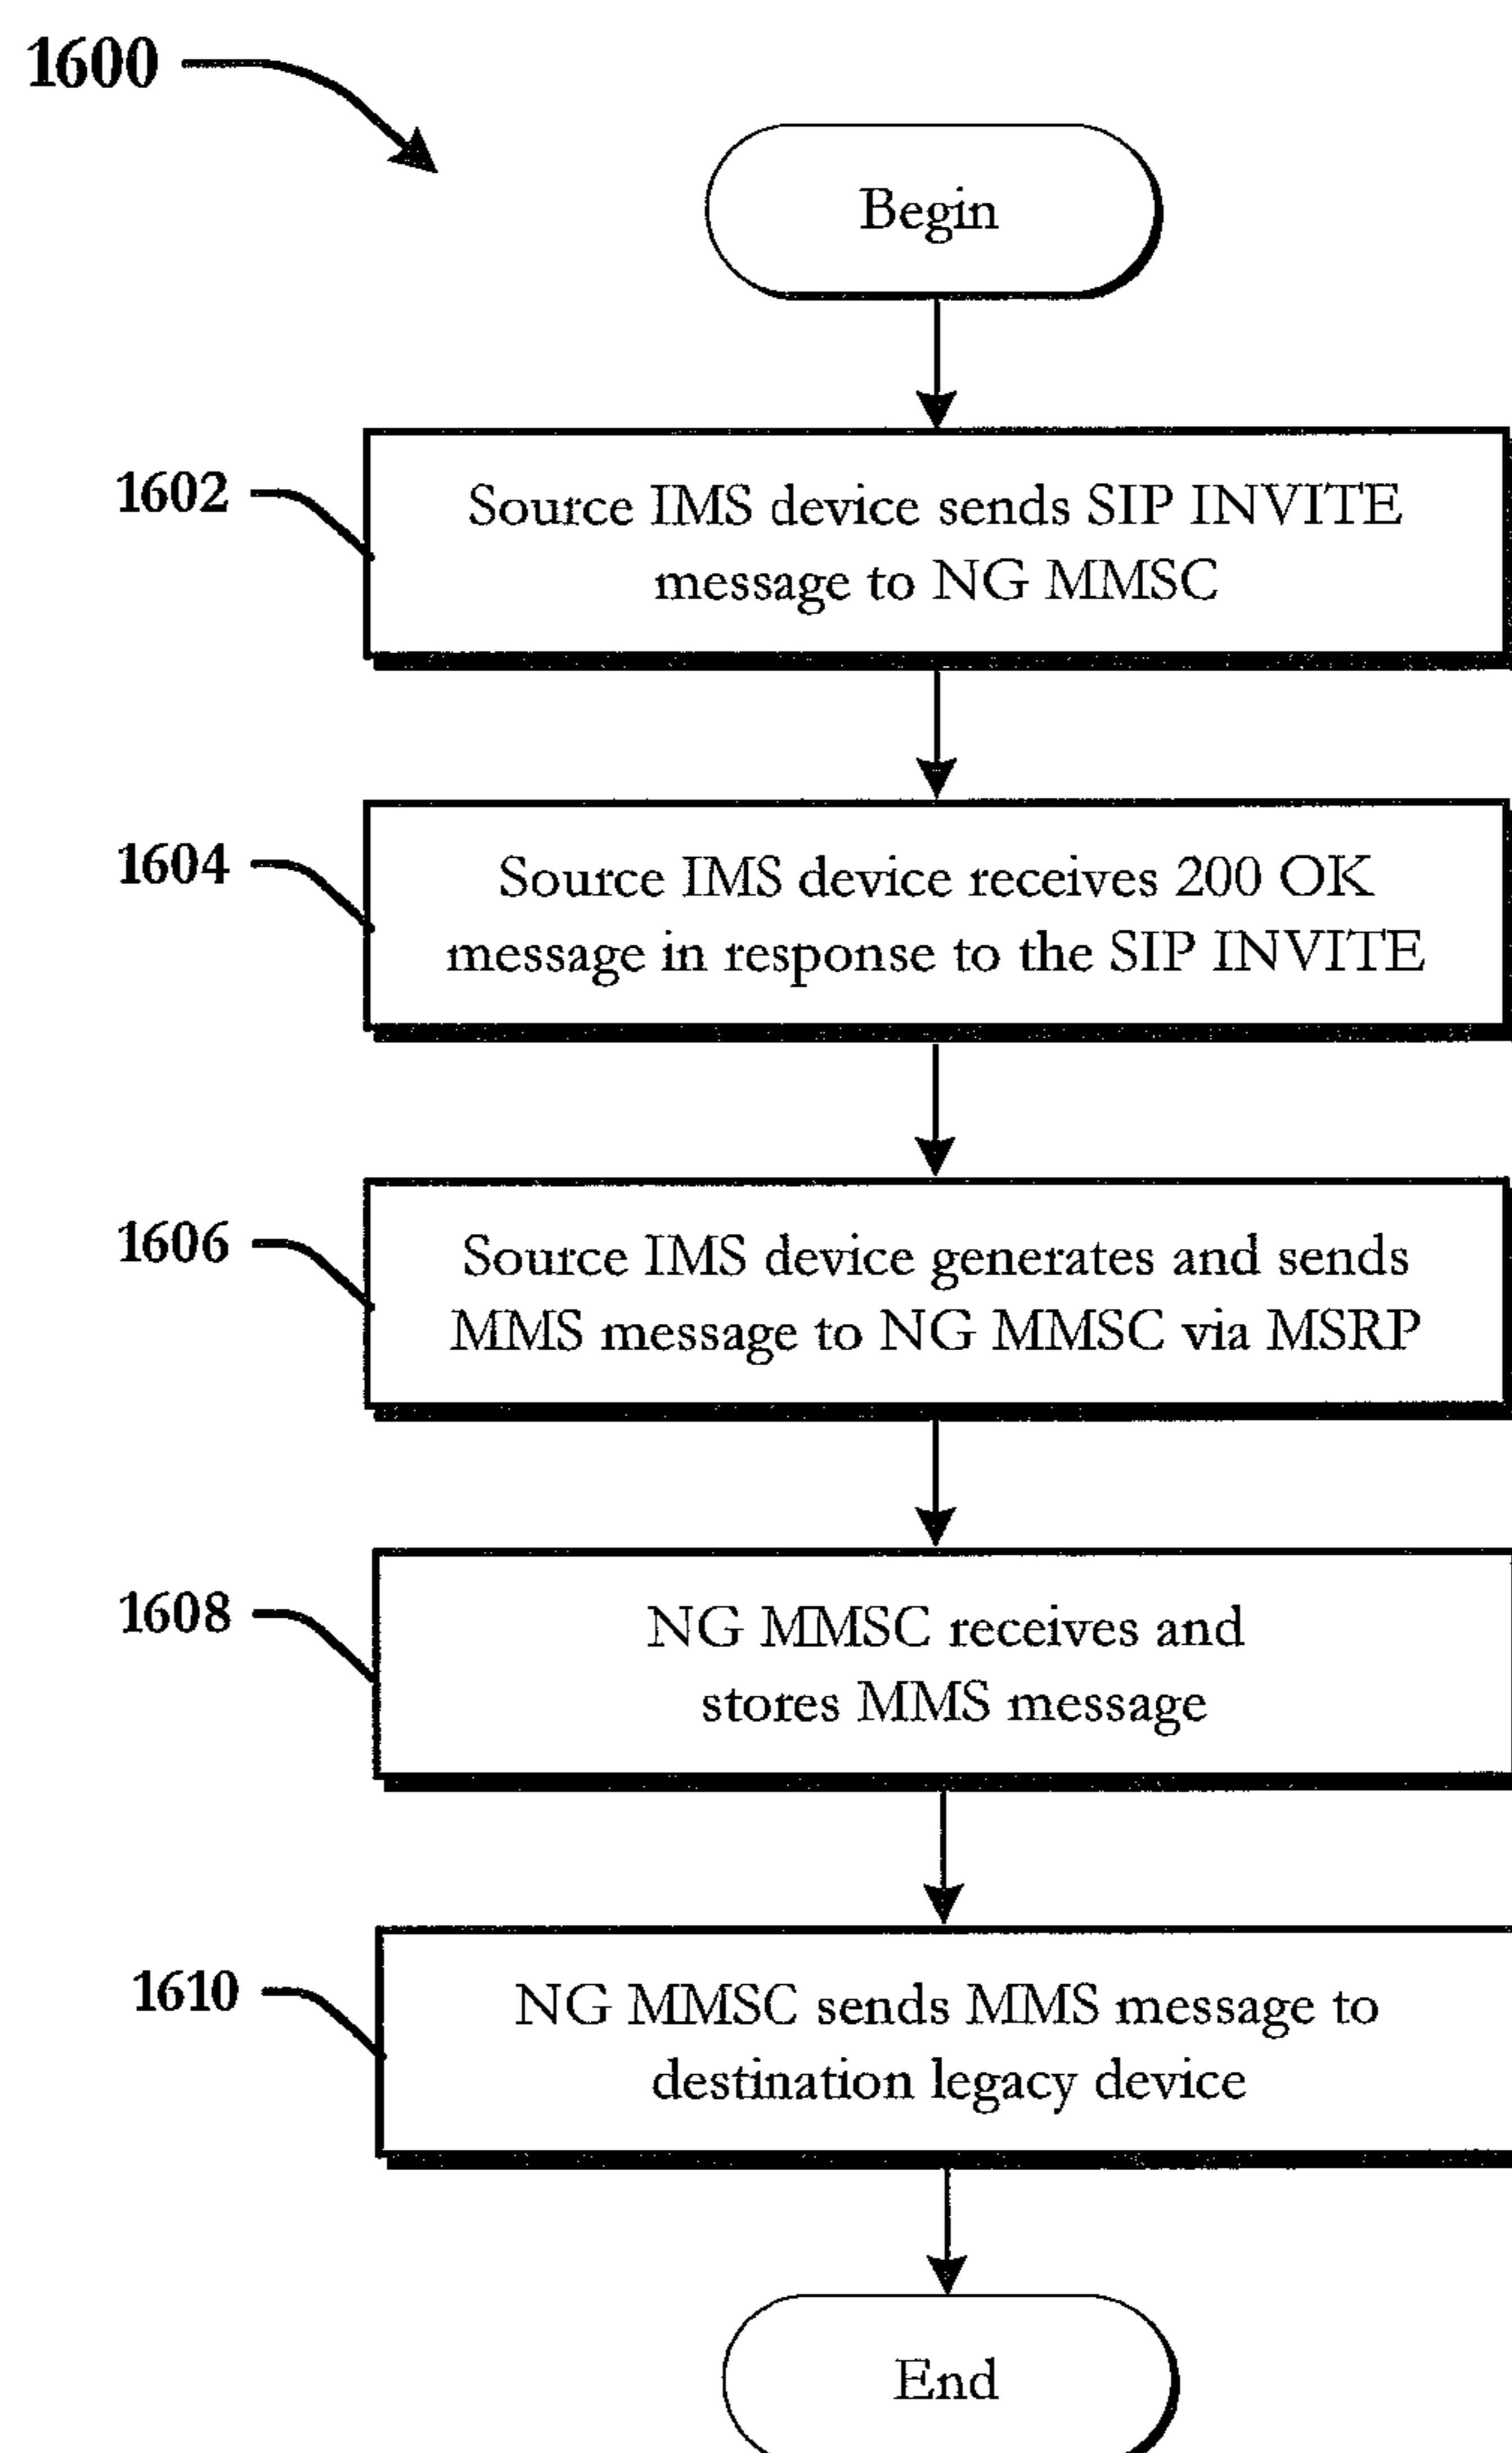 1600
Begin
1602
Source IMS device sends SIP INVITE
message to NG MMSC
1604
Source IMS device receives 200 OK
message in response to the SIP INVITE
1606
Source IMS device generates and sends
MMS message to NG MMSC via MSRP
1608
NG MMSC receives and
stores MMS message
1610
NG MMSC sends MMS message to
destination legacy device
End